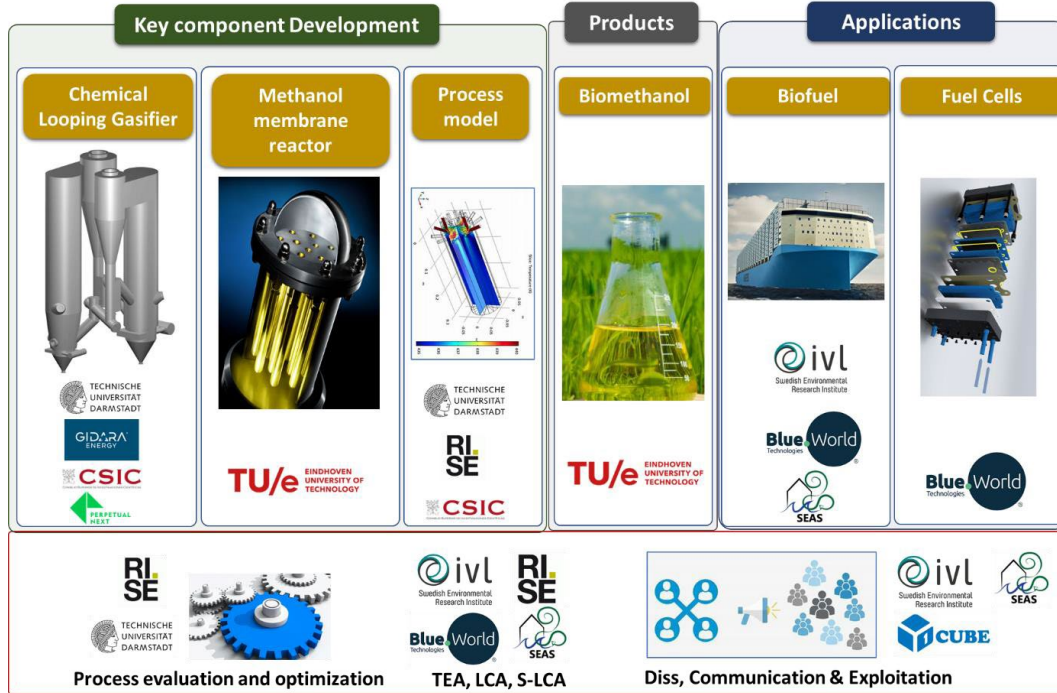 Key component Development
Products
Applications
Chemical
Looping Gasifier
Methanol
membrane
reactor
Process
model
Biomethanol
Biofuel
Fuel Cells
TECHNISCHE
UNIVERSITÄT
DARMSTADT
GIDARA
ENERGY
CSIC
PERPETUAL
NEXT
TU/e EINDHOVEN
UNIVERSITY OF
TECHNOLOGY
TECHNISCHE
UNIVERSITÄT
DARMSTADT
RI.
SE
CSIC
TU/e EINDHOVEN
UNIVERSITY OF
TECHNOLOGY
ivl
Swedish Environmental
Research Institute
Blue World
Technologies
SEAS
Blue World
Technologies
RI.
SE
TECHNISCHE
UNIVERSITÄT
DARMSTADT
Process evaluation and optimization
ivl
Swedish Environmental
Research Institute
RI.
SE
Blue World
Technologies
SEAS
TEA, LCA, S-LCA
ivl
Swedish Environmental
Research Institute
SEAS
CUBE
Diss, Communication & Exploitation